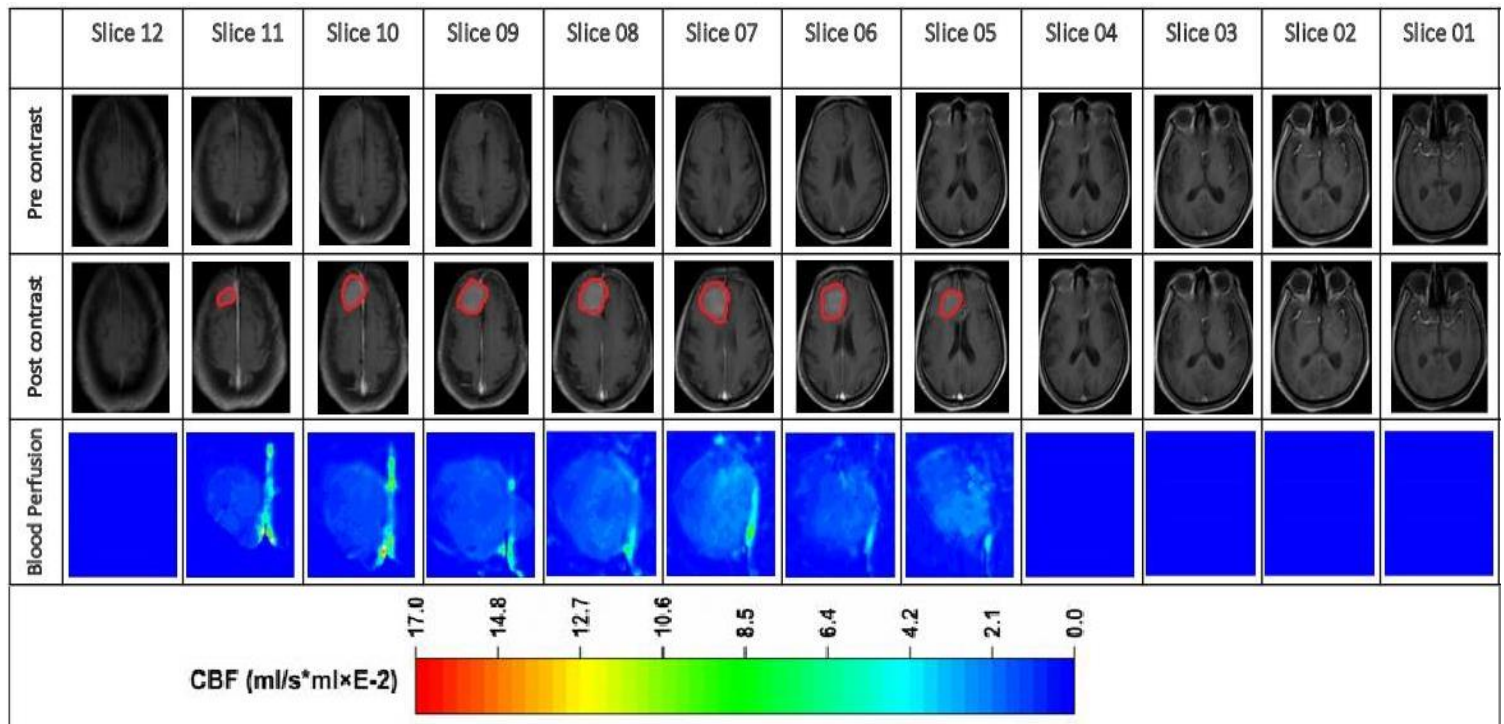 Slice 12 Slice 11 Slice 10 Slice 09 Slice 08 Slice 07 Slice 06 Slice 05 Slice 04 Slice 03 Slice 02 Slice 01
Pre contrast
Post contrast
Blood Perfusion
17.0 14.8 12.7 10.6 8.5 6.4 4.2 2.1 0.0
CBF (ml/s*ml×E-2)